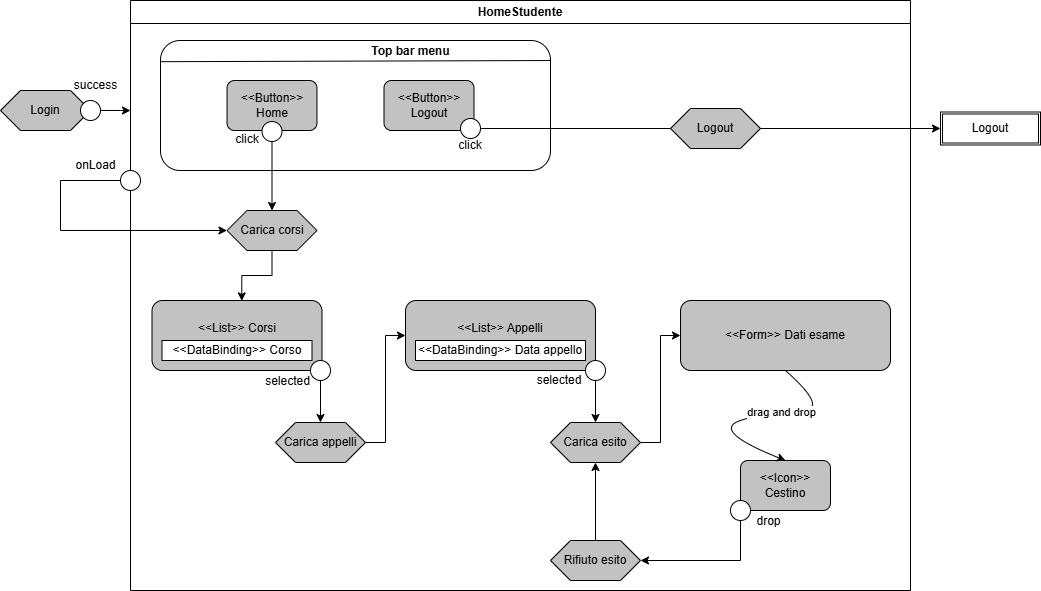 HomeStudente
Top bar menu
success
Login
<<Button>>
Home
click
<<Button>>
Logout
click
Logout
Logout
onLoad
Carica corsi
<<List>> Corsi
<<DataBinding>> Corso
selected
<<List>> Appelli
<<DataBinding>> Data appello
selected
<<Form>> Dati esame
drag and drop
Carica appelli
Carica esito
<<Icon>>
Cestino
drop
Rifiuto esito